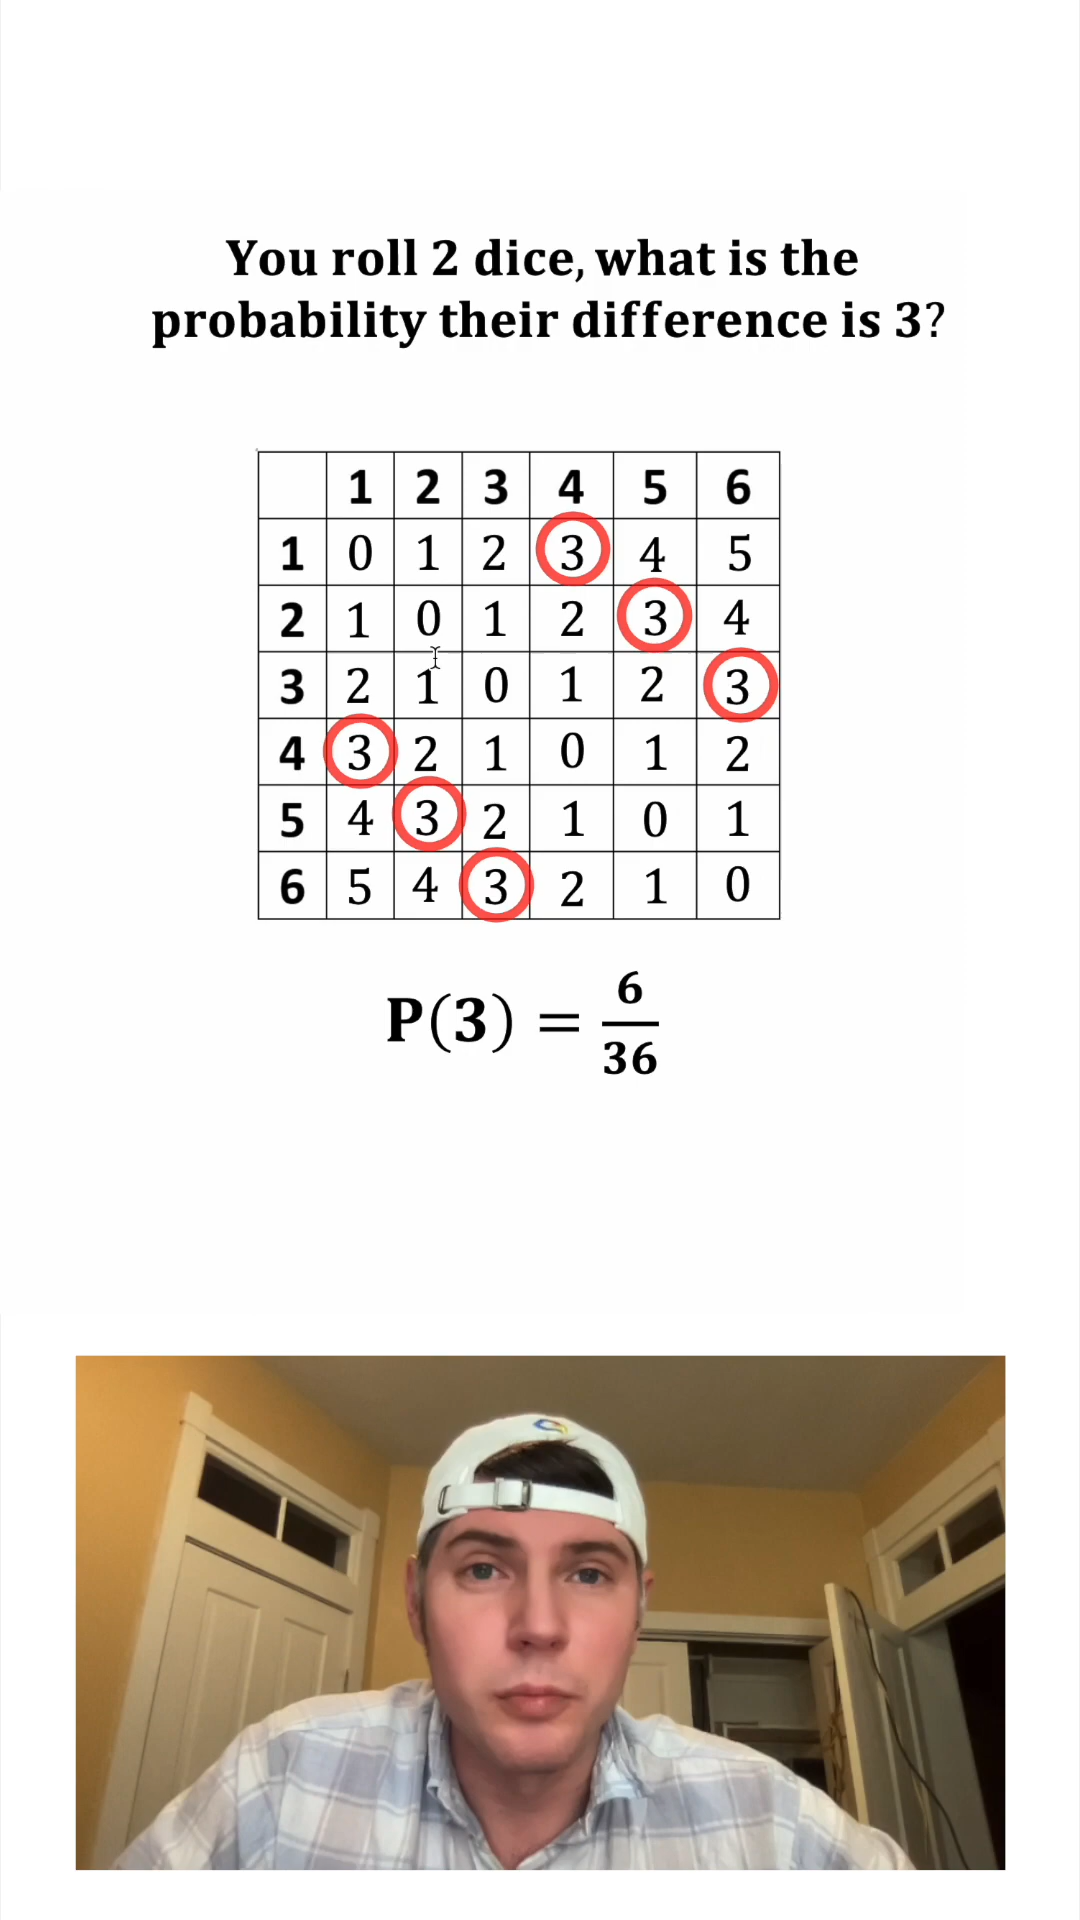 You roll 2 dice, what is the
probability their difference is 3?
1 2 3 4 5 6
1 0 1 2 3 4 5
2 1 0 1 2 3 4
3 2 1 0 1 2 3
4 3 2 1 0 1 2
5 4 3 2 1 0 1
6 5 4 3 2 1 0
P(3) = 6/36